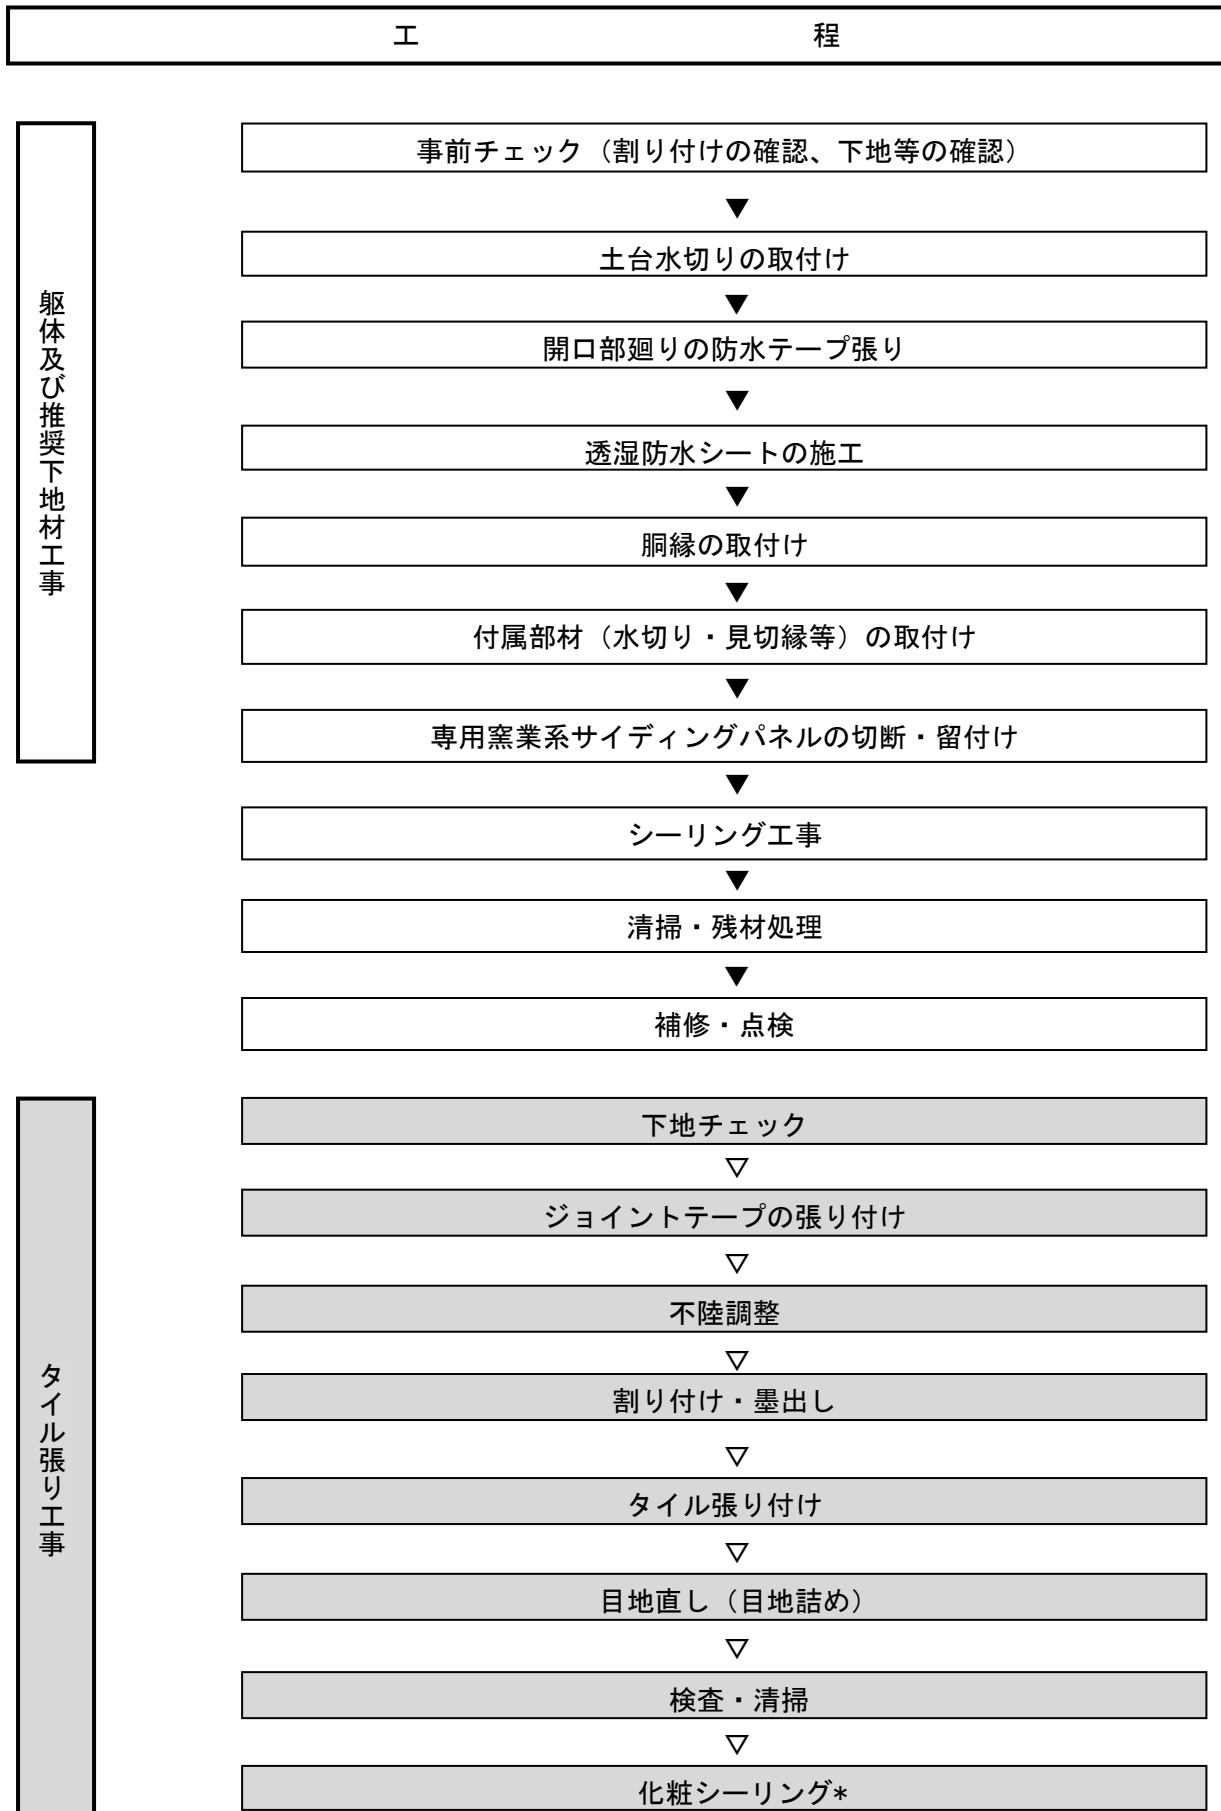 工程
躯体及び推奨下地材工事
事前チェック（割り付けの確認、下地等の確認）
▼
土台水切りの取付け
▼
開口部廻りの防水テープ張り
▼
透湿防水シートの施工
▼
胴縁の取付け
▼
付属部材（水切り・見切縁等）の取付け
▼
専用窯業系サイディングパネルの切断・留付け
▼
シーリング工事
▼
清掃・残材処理
▼
補修・点検
タイル張り工事
下地チェック
▽
ジョイントテープの張り付け
▽
不陸調整
▽
割り付け・墨出し
▽
タイル張り付け
▽
目地直し（目地詰め）
▽
検査・清掃
▽
化粧シーリング*